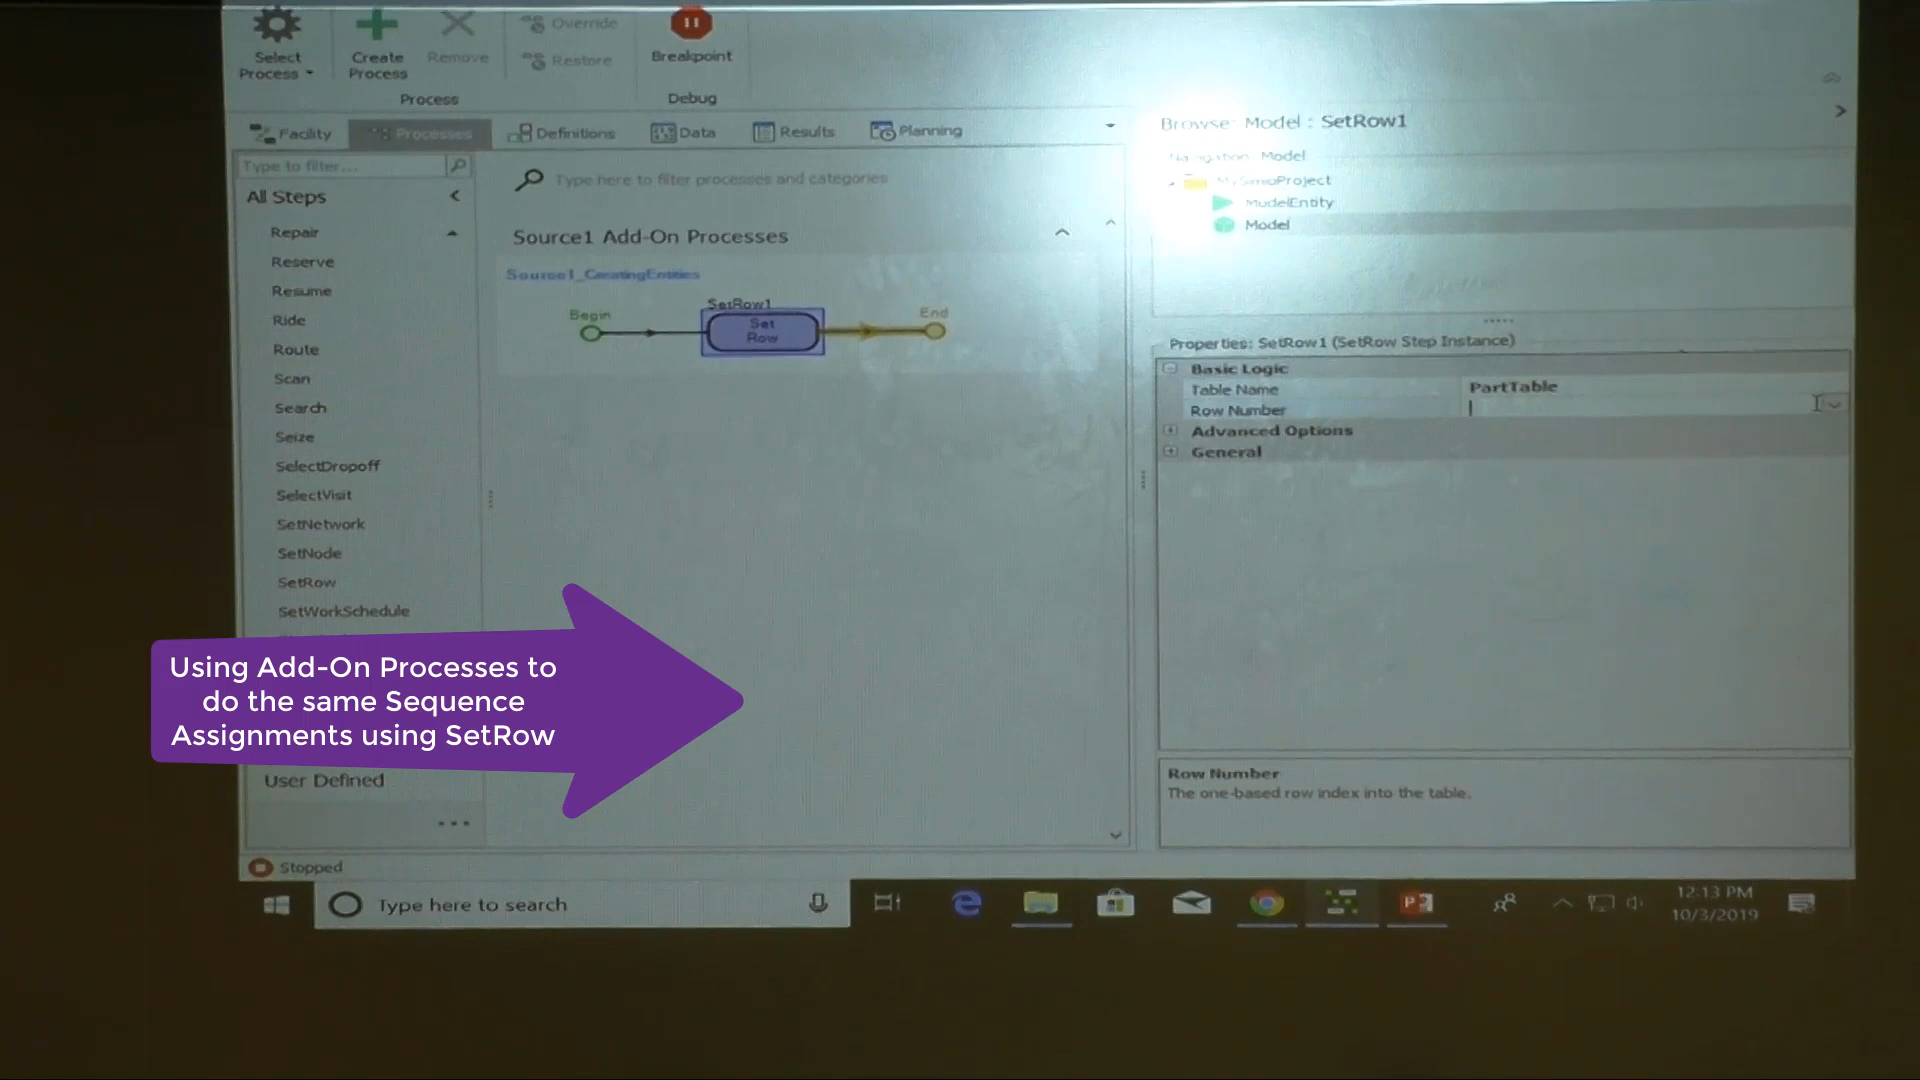 Select
Process
Create
Process
Remove
Override
Restore
Process
Breakpoint
Debug
Facility
Processes
Definitions
Data
Results
Planning
Type to filter...
All Steps
Repair
Reserve
Resume
Ride
Route
Scan
Search
Seize
SelectDropoff
SelectVisit
SetNetwork
SetNode
SetRow
SetWorkSchedule
User Defined
Type here to filter processes and categories
Source1 Add-On Processes
Source1_CreatingEntities
Begin
SetRow1
Set
Row
End
Browse: Model : SetRow1
Navigation: Model
MySimioProject
ModelEntity
Model
Properties: SetRow1 (SetRow Step Instance)
Basic Logic
Table Name PartTable
Row Number
Advanced Options
General
Row Number
The one-based row index into the table.
Using Add-On Processes to
do the same Sequence
Assignments using SetRow
Stopped
Type here to search
12:13 PM
10/3/2019